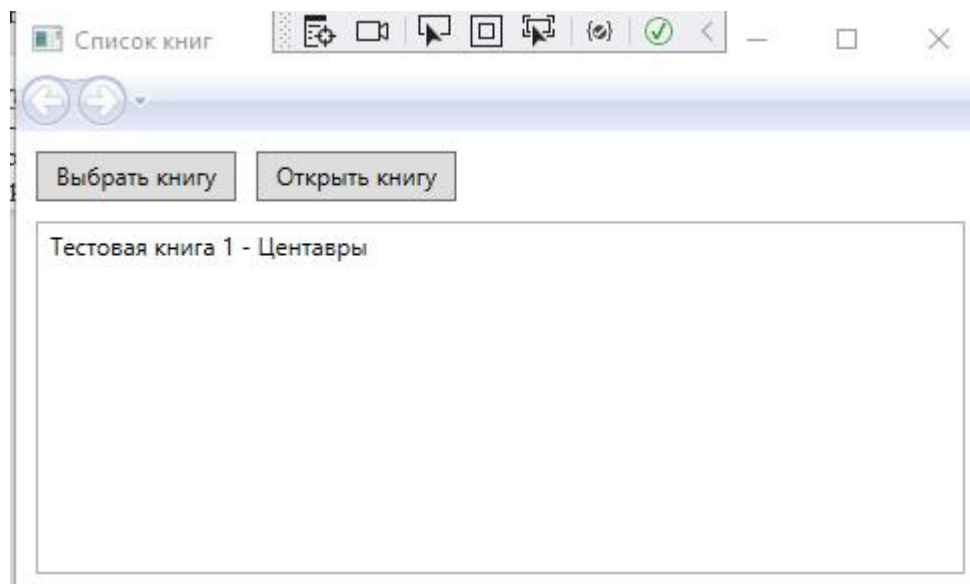 Список книг
Выбрать книгу Открыть книгу
Тестовая книга 1 - Центавры